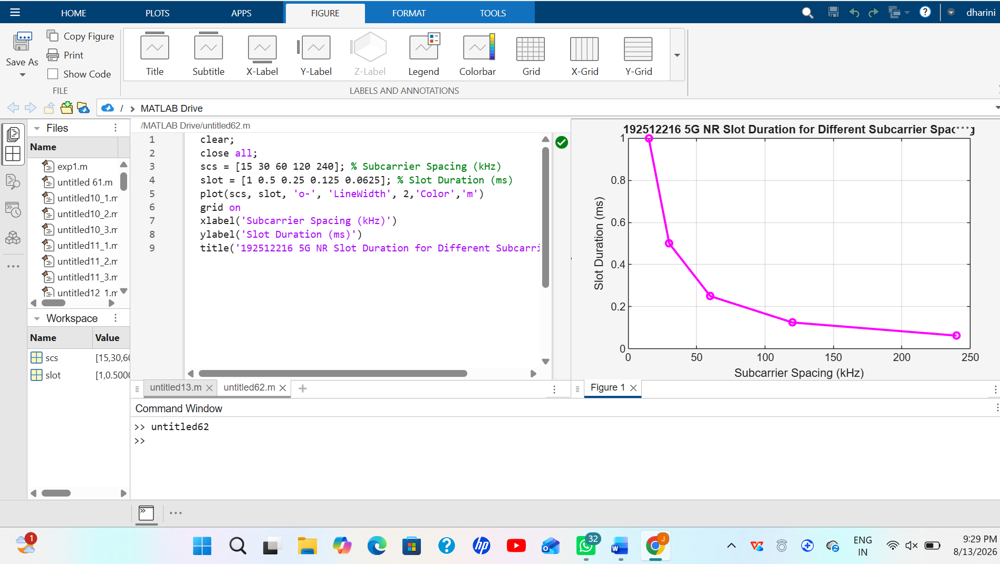 HOME
PLOTS
APPS
FIGURE
FORMAT
TOOLS
dharini
Save As
Copy Figure
Print
Show Code
FILE
Title
Subtitle
X-Label
Y-Label
Z-Label
Legend
Colorbar
Grid
X-Grid
Y-Grid
LABELS AND ANNOTATIONS
/ › MATLAB Drive
Files
Name
exp1.m
untitled 61.m
untitled10_1.m
untitled10_2.m
untitled10_3.m
untitled11_1.m
untitled11_2.m
untitled11_3.m
untitled12_1.m
Workspace
Name Value
scs [15,30,60
slot [1,0.5000
/MATLAB Drive/untitled62.m
1 clear;
2 close all;
3 scs = [15 30 60 120 240]; % Subcarrier Spacing (kHz)
4 slot = [1 0.5 0.25 0.125 0.0625]; % Slot Duration (ms)
5 plot(scs, slot, 'o-', 'LineWidth', 2,'Color','m')
6 grid on
7 xlabel('Subcarrier Spacing (kHz)')
8 ylabel('Slot Duration (ms)')
9 title('192512216 5G NR Slot Duration for Different Subcarri
untitled13.m
untitled62.m
192512216 5G NR Slot Duration for Different Subcarrier Spac g
Slot Duration (ms)
1
0.8
0.6
0.4
0.2
0
0 50 100 150 200 250
Subcarrier Spacing (kHz)
Figure 1
Command Window
>> untitled62
>>
1
hp
32
J
ENG
IN
9:29 PM
8/13/2026